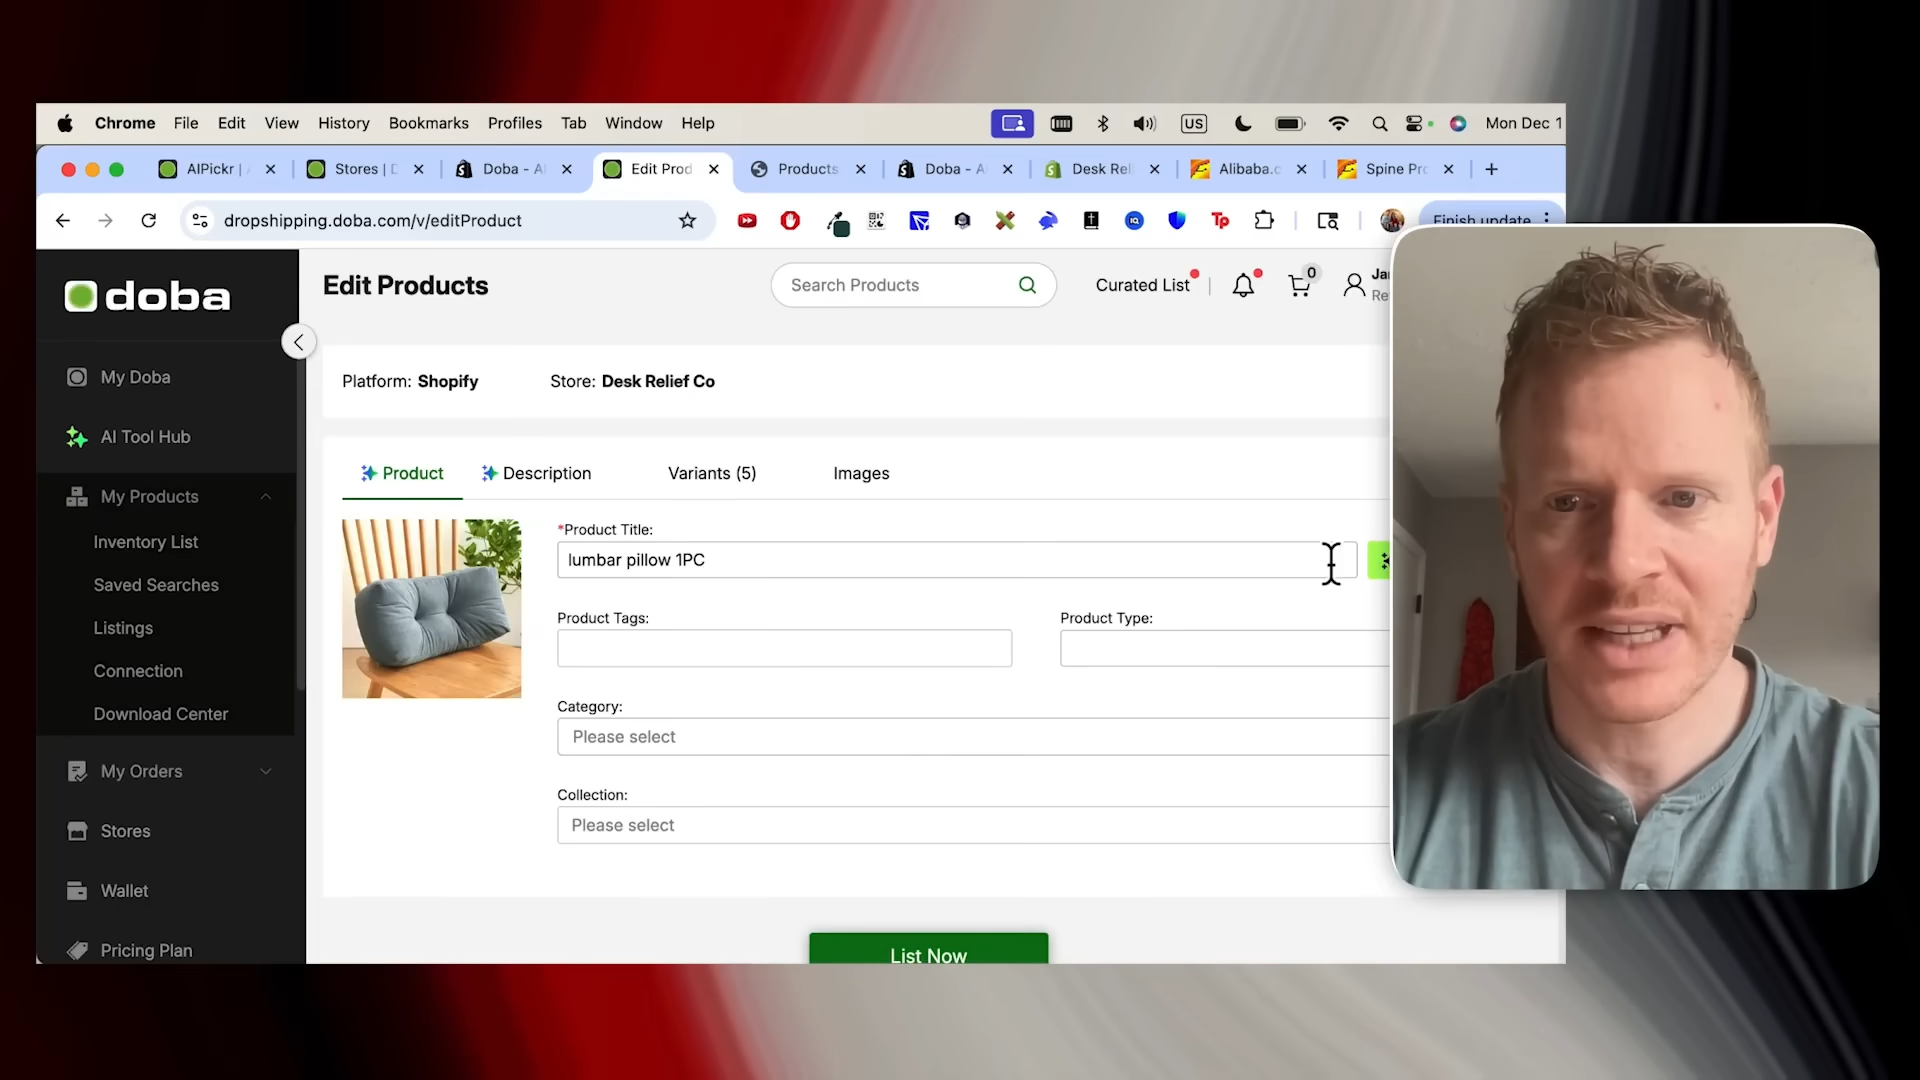 Chrome File Edit View History Bookmarks Profiles Tab Window Help US Mon Dec 1
AIPickr | Stores | D Doba - A Edit Prod Products Doba - A Desk Rel Alibaba.c Spine Pro
dropshipping.doba.com/v/editProduct Tp Finish update
doba
Edit Products
Search Products
Curated List
0
Ja
Re
My Doba
AI Tool Hub
My Products
Inventory List
Saved Searches
Listings
Connection
Download Center
My Orders
Stores
Wallet
Pricing Plan
Platform: Shopify Store: Desk Relief Co
Product Description Variants (5) Images
*Product Title:
lumbar pillow 1PC
Product Tags: Product Type:
Category:
Please select
Collection:
Please select
List Now